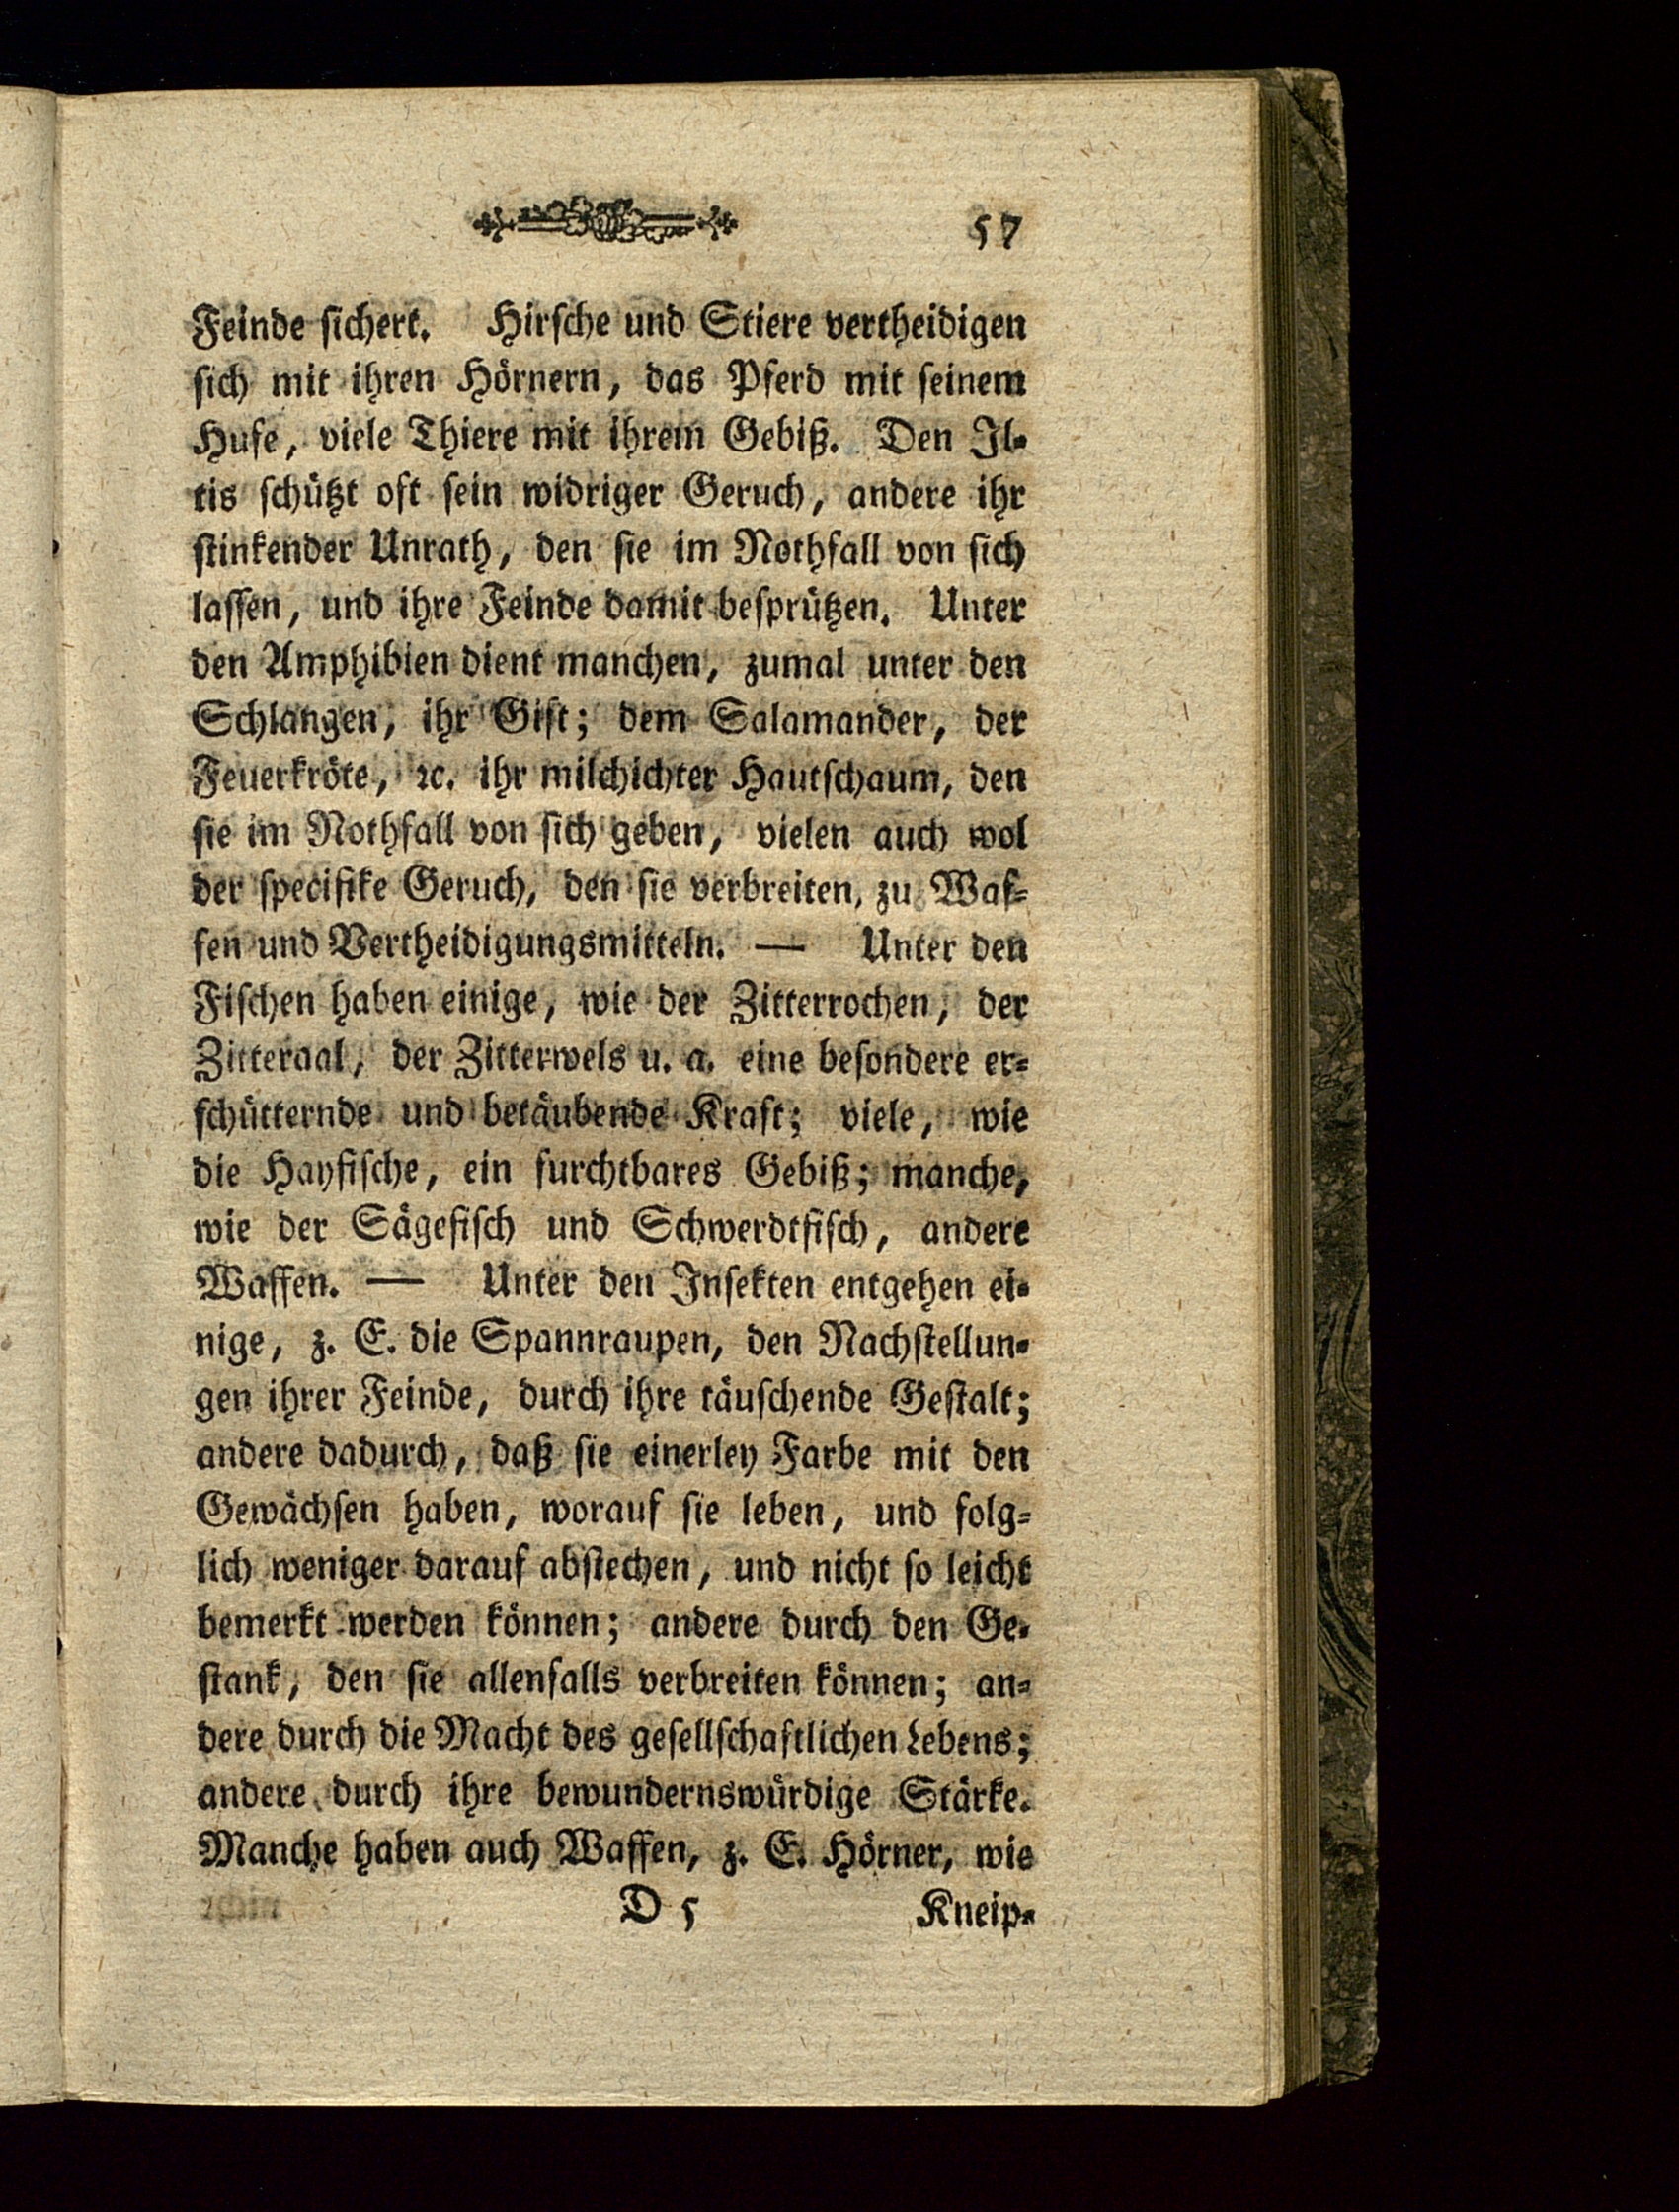 57
Feinde sichert. Hirsche und Stiere vertheidigen
sich mit ihren Hörnern, das Pferd mit seinem
Hufe, viele Thiere mit ihrem Gebiß. Den Il-
tis schützt oft sein widriger Geruch, andere ihr
stinkender Unrath, den sie im Nothfall von sich
lassen, und ihre Feinde damit besprützen. Unter
den Amphibien dient manchen, zumal unter den
Schlangen, ihr Gift; dem Salamander, der
Feuerkröte, ꝛc. ihr milchichter Hautschaum, den
sie im Nothfall von sich geben, vielen auch wol
der specifike Geruch, den sie verbreiten, zu Waf-
fen und Vertheidigungsmitteln. — Unter den
Fischen haben einige, wie der Zitterrochen, der
Zitteraal, der Zitterwels u. a. eine besondere er-
schütternde und betäubende Kraft; viele, wie
die Hayfische, ein furchtbares Gebiß; manche,
wie der Sägefisch und Schwerdtfisch, andere
Waffen. — Unter den Insekten entgehen ei-
nige, z. E. die Spannraupen, den Nachstellun-
gen ihrer Feinde, durch ihre täuschende Gestalt;
andere dadurch, daß sie einerley Farbe mit den
Gewächsen haben, worauf sie leben, und folg-
lich weniger darauf abstechen, und nicht so leicht
bemerkt werden können; andere durch den Ge-
stank, den sie allenfalls verbreiten können; an-
dere durch die Macht des gesellschaftlichen Lebens;
andere durch ihre bewundernswürdige Stärke.
Manche haben auch Waffen, z. E. Hörner, wie
D 5 Kneip-